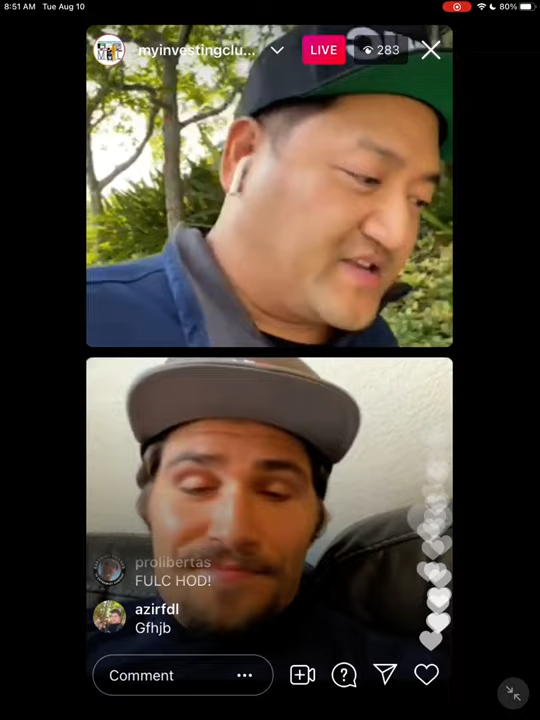 8:51 AM Tue Aug 10
80%
myinvestingclu...
LIVE
283
prolibertas
FULC HOD!
azirfdl
Gfhjb
Comment